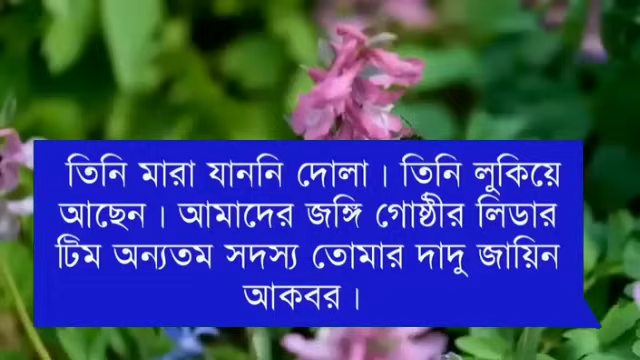 তিনি মারা যাননি দোলা। তিনি লুকিয়ে
আছেন। আমাদের জঙ্গি গোষ্ঠীর লিডার
টিম অন্যতম সদস্য তোমার দাদু জায়িন
আকবর।